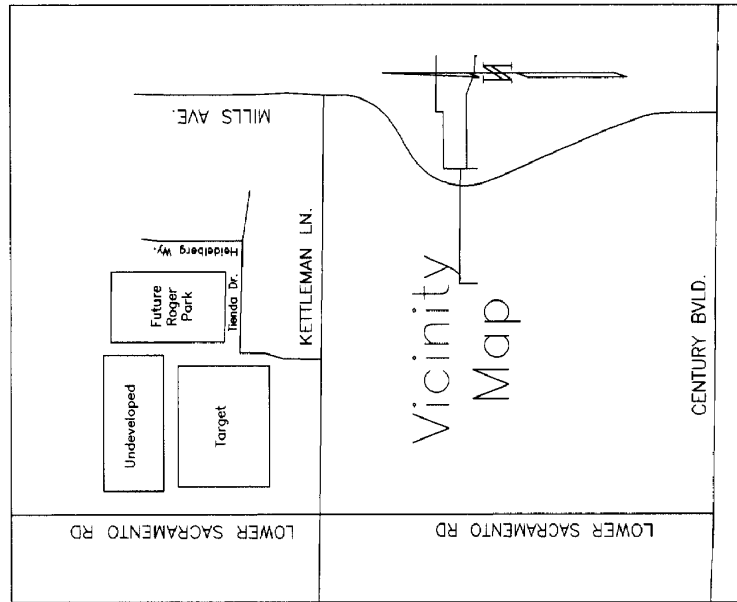 MILLS AVE.
Heidelberg Wy.
Future
Roger
Park
Tienda Dr.
KETTLEMAN LN.
Undeveloped
Target
Vicinity
Map
N
CENTURY BVLD.
LOWER SACRAMENTO RD
LOWER SACRAMENTO RD